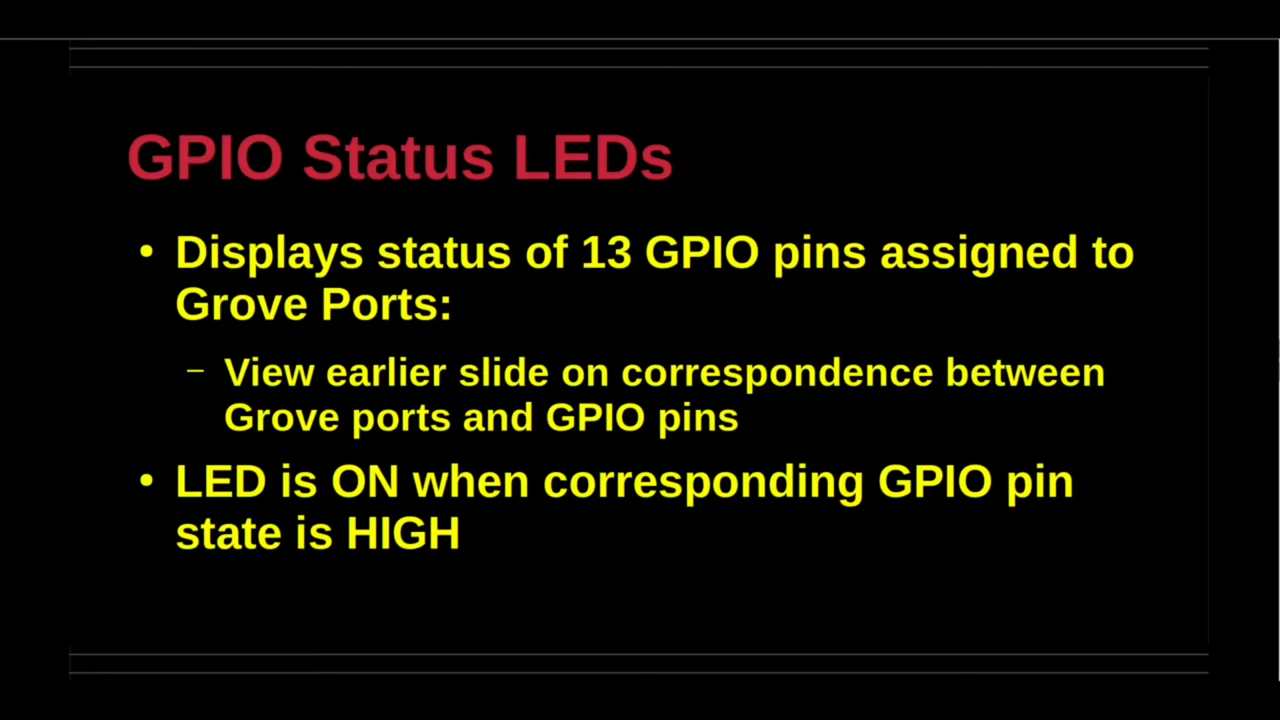 GPIO Status LEDs
• Displays status of 13 GPIO pins assigned to
Grove Ports:
– View earlier slide on correspondence between
Grove ports and GPIO pins
• LED is ON when corresponding GPIO pin
state is HIGH